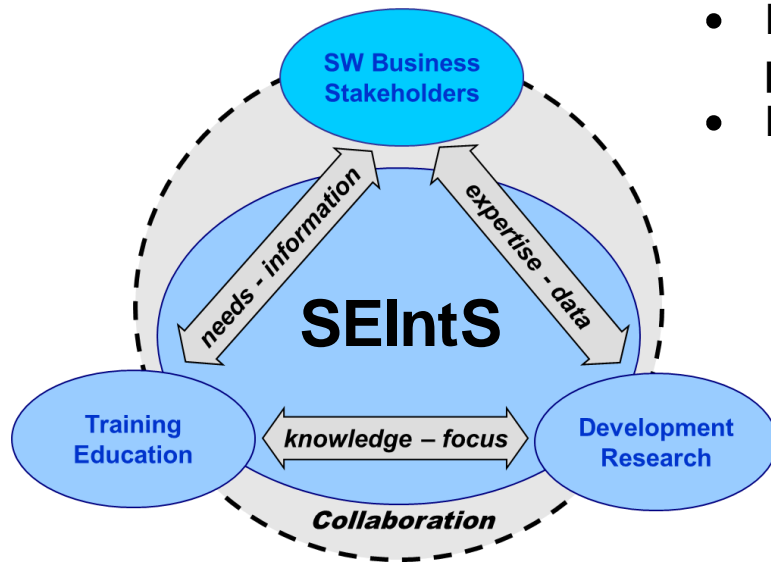 SW Business
Stakeholders
needs - information
expertise - data
SEIntS
Training
Education
knowledge – focus
Development
Research
Collaboration